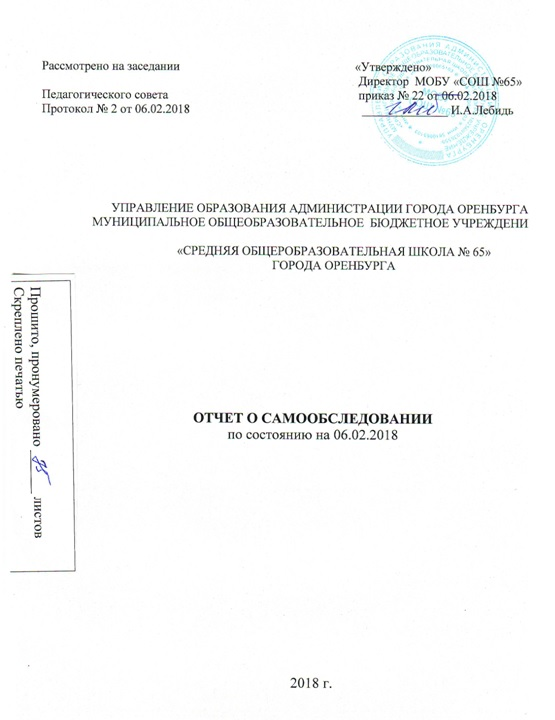 Рассмотрено на заседании
«Утверждено»
Директор МОБУ «СОШ №65»
Педагогического совета
приказ № 22 от 06.02.2018
Протокол № 2 от 06.02.2018
И.А.Лебидь
УПРАВЛЕНИЕ ОБРАЗОВАНИЯ АДМИНИСТРАЦИИ ГОРОДА ОРЕНБУРГА
МУНИЦИПАЛЬНОЕ ОБЩЕОБРАЗОВАТЕЛЬНОЕ БЮДЖЕТНОЕ УЧРЕЖДЕНИ
«СРЕДНЯЯ ОБЩЕРОБРАЗОВАТЕЛЬНАЯ ШКОЛА № 65»
ГОРОДА ОРЕНБУРГА
Прошито, пронумеровано листов
Скреплено печатью
ОТЧЕТ О САМООБСЛЕДОВАНИИ
по состоянию на 06.02.2018
2018 г.